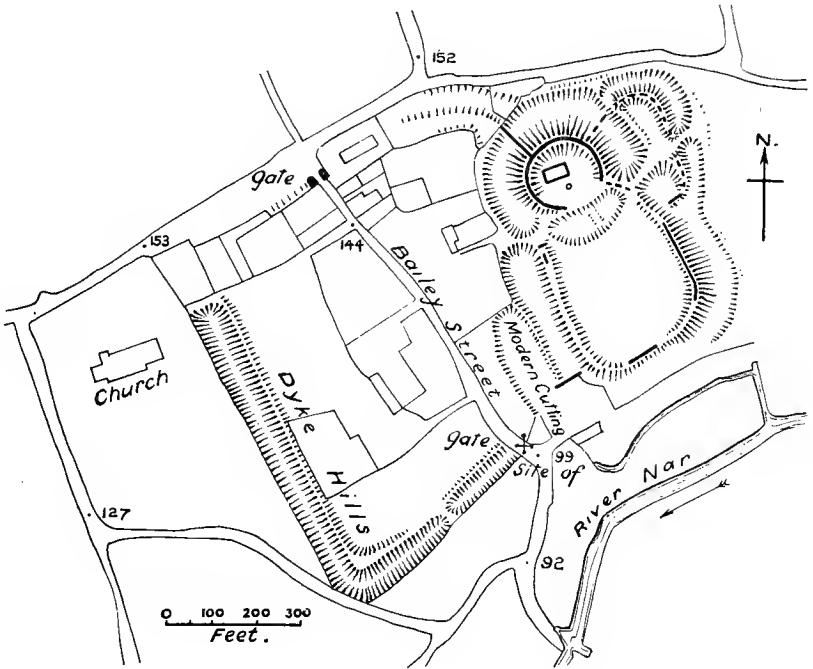 152
N.
gate
153
144
Bailey Street
Modern Cutting
Church
Dyke Hills
gate
Site of
99
River Nar
127
92
0 100 200 300
Feet.